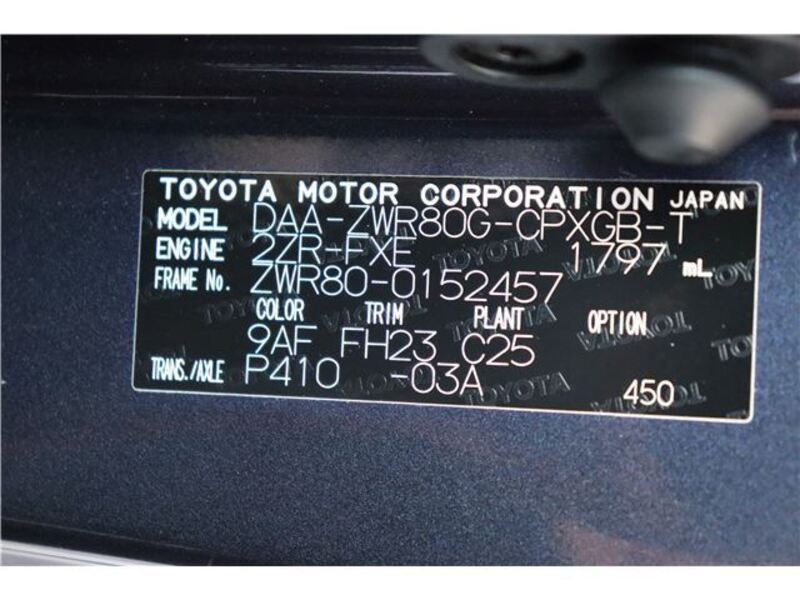 TOYOTA MOTOR CORPORATION JAPAN
MODEL DAA-ZWR80G-CPXGB-T
ENGINE 2ZR-FXE 1797 mL
FRAME No. ZWR80-0152457
COLOR TRIM PLANT OPTION
9AF FH23 C25
TRANS./AXLE P410 -03A 450